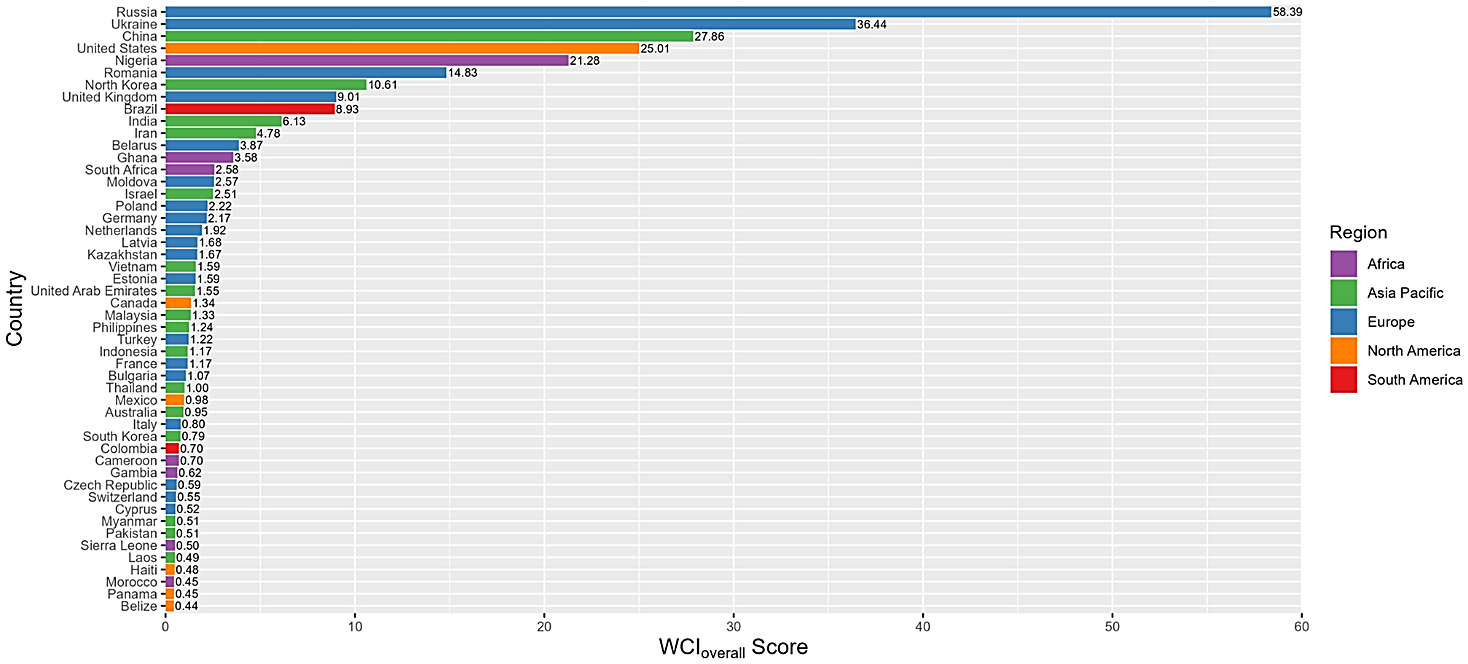 Country
Russia 58.39
Ukraine 36.44
China 27.86
United States 25.01
Nigeria 21.28
Romania 14.83
North Korea 10.61
United Kingdom 9.01
Brazil 8.93
India 6.13
Iran 4.78
Belarus 3.87
Ghana 3.58
South Africa 2.58
Moldova 2.57
Israel 2.51
Poland 2.22
Germany 2.17
Netherlands 1.92
Latvia 1.68
Kazakhstan 1.67
Vietnam 1.59
Estonia 1.59
United Arab Emirates 1.55
Canada 1.34
Malaysia 1.33
Philippines 1.24
Turkey 1.22
Indonesia 1.17
France 1.17
Bulgaria 1.07
Thailand 1.00
Mexico 0.98
Australia 0.95
Italy 0.80
South Korea 0.79
Colombia 0.70
Cameroon 0.70
Gambia 0.62
Czech Republic 0.59
Switzerland 0.55
Cyprus 0.52
Myanmar 0.51
Pakistan 0.51
Sierra Leone 0.50
Laos 0.49
Haiti 0.48
Morocco 0.45
Panama 0.45
Belize 0.44
0 10 20 30 40 50 60
WCIoverall Score
Region
Africa
Asia Pacific
Europe
North America
South America